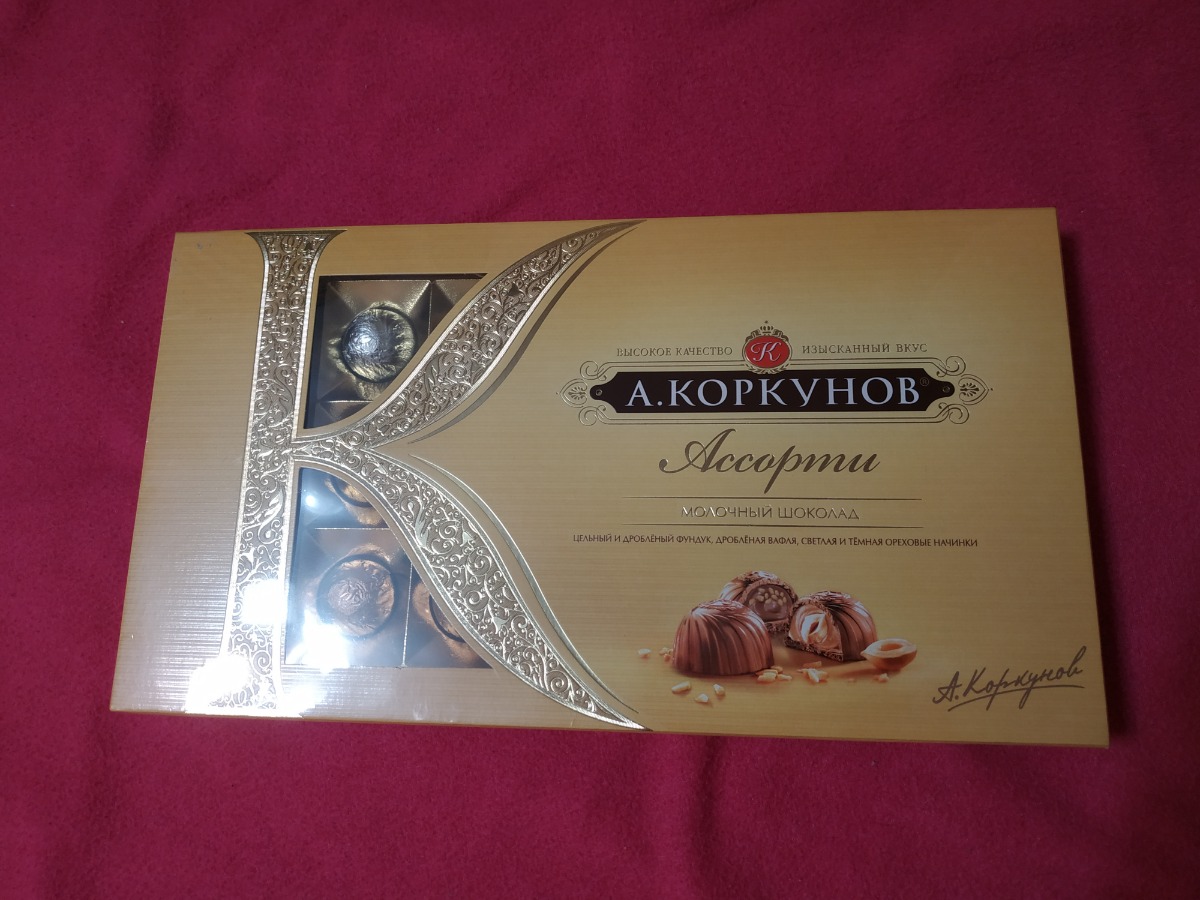 ВЫСОКОЕ КАЧЕСТВО К ИЗЫСКАННЫЙ ВКУС
А.КОРКУНОВ®
Ассорти
МОЛОЧНЫЙ ШОКОЛАД
ЦЕЛЬНЫЙ И ДРОБЛЁНЫЙ ФУНДУК, ДРОБЛЁНАЯ ВАФЛЯ, СВЕТЛАЯ И ТЁМНАЯ ОРЕХОВЫЕ НАЧИНКИ
А.Коркунов
К